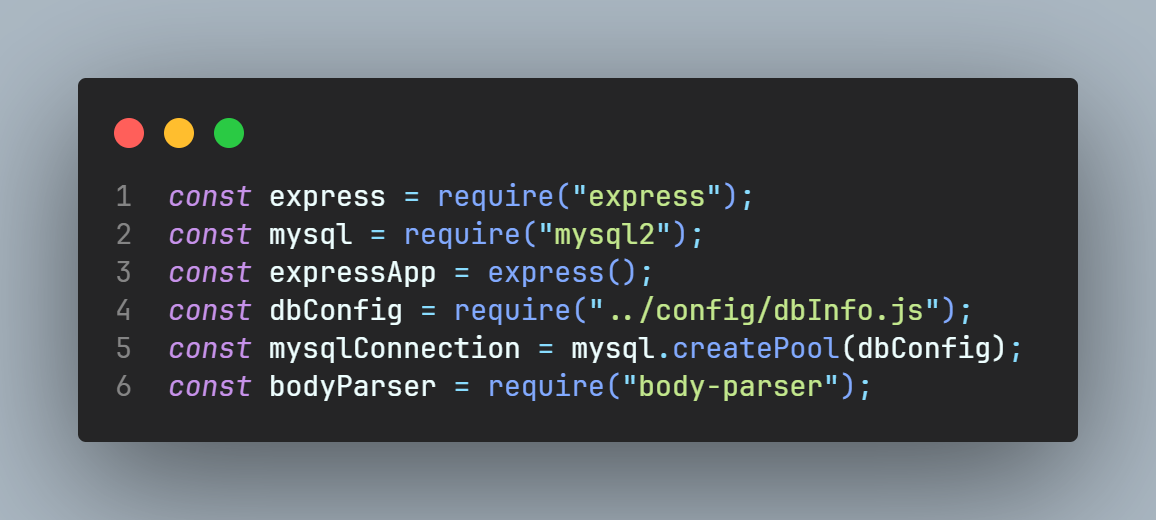 1 const express = require("express");
2 const mysql = require("mysql2");
3 const expressApp = express();
4 const dbConfig = require("../config/dbInfo.js");
5 const mysqlConnection = mysql.createPool(dbConfig);
6 const bodyParser = require("body-parser");